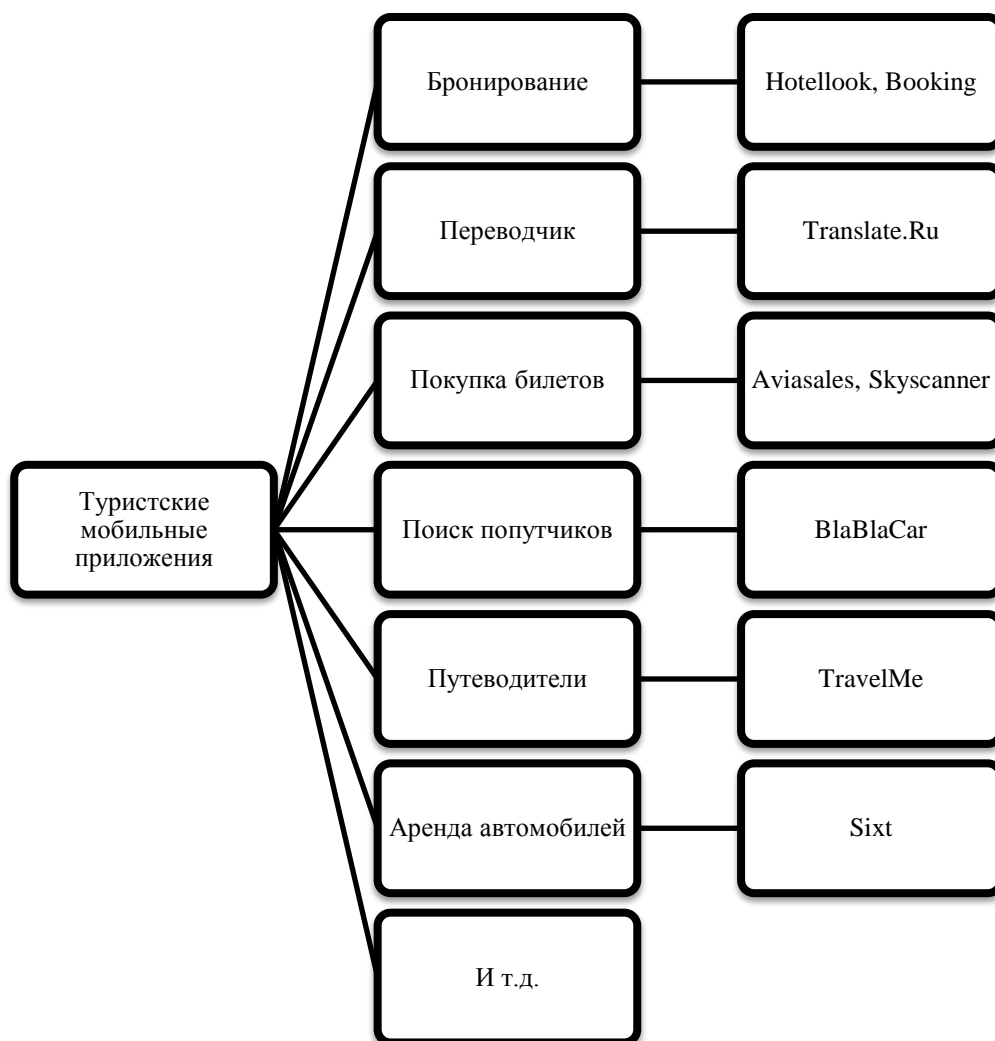 Туристские
мобильные
приложения
Бронирование
Hotellook, Booking
Переводчик
Translate.Ru
Покупка билетов
Aviasales, Skyscanner
Поиск попутчиков
BlaBlaCar
Путеводители
TravelMe
Аренда автомобилей
Sixt
И т.д.